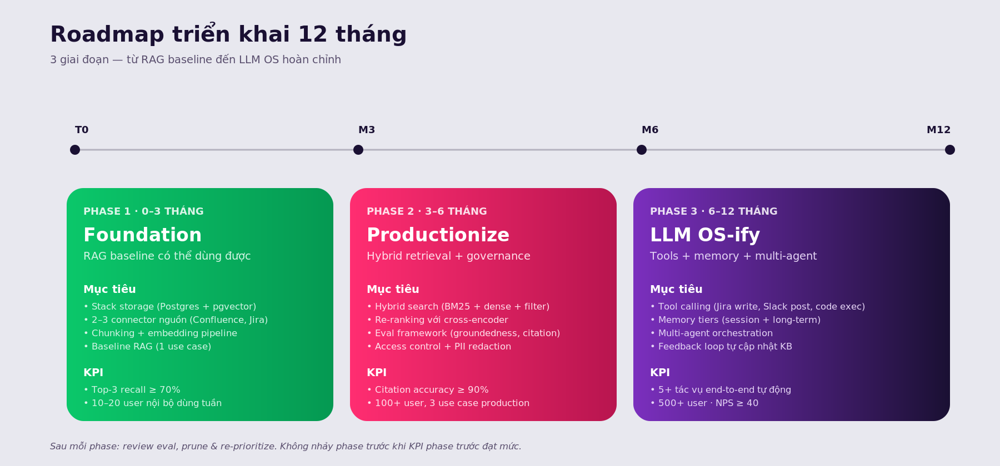 Roadmap triển khai 12 tháng
3 giai đoạn — từ RAG baseline đến LLM OS hoàn chỉnh
T0
M3
M6
M12
PHASE 1 · 0–3 THÁNG
Foundation
RAG baseline có thể dùng được
Mục tiêu
• Stack storage (Postgres + pgvector)
• 2–3 connector nguồn (Confluence, Jira)
• Chunking + embedding pipeline
• Baseline RAG (1 use case)
KPI
• Top-3 recall ≥ 70%
• 10–20 user nội bộ dùng tuần
PHASE 2 · 3–6 THÁNG
Productionize
Hybrid retrieval + governance
Mục tiêu
• Hybrid search (BM25 + dense + filter)
• Re-ranking với cross-encoder
• Eval framework (groundedness, citation)
• Access control + PII redaction
KPI
• Citation accuracy ≥ 90%
• 100+ user, 3 use case production
PHASE 3 · 6–12 THÁNG
LLM OS-ify
Tools + memory + multi-agent
Mục tiêu
• Tool calling (Jira write, Slack post, code exec)
• Memory tiers (session + long-term)
• Multi-agent orchestration
• Feedback loop tự cập nhật KB
KPI
• 5+ tác vụ end-to-end tự động
• 500+ user · NPS ≥ 40
Sau mỗi phase: review eval, prune & re-prioritize. Không nhảy phase trước khi KPI phase trước đạt mức.